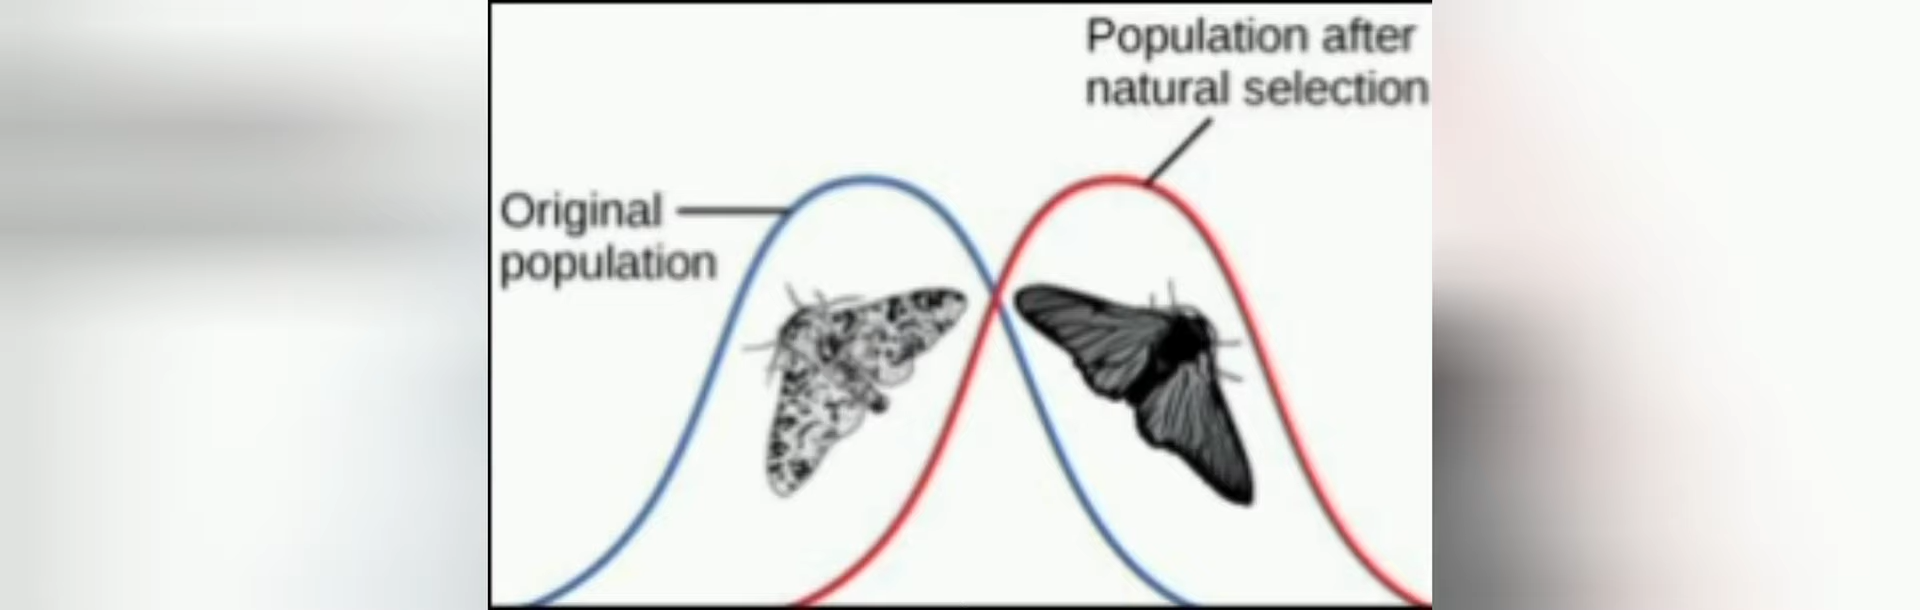 Population after
natural selection
Original
population